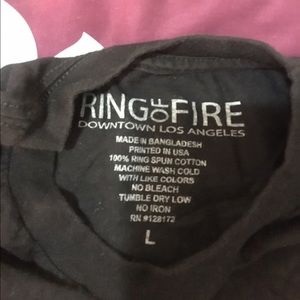 RING OF FIRE
DOWNTOWN LOS ANGELES
MADE IN BANGLADESH
PRINTED IN USA
100% RING SPUN COTTON
MACHINE WASH COLD
WITH LIKE COLORS
NO BLEACH
TUMBLE DRY LOW
NO IRON
RN #128172
L